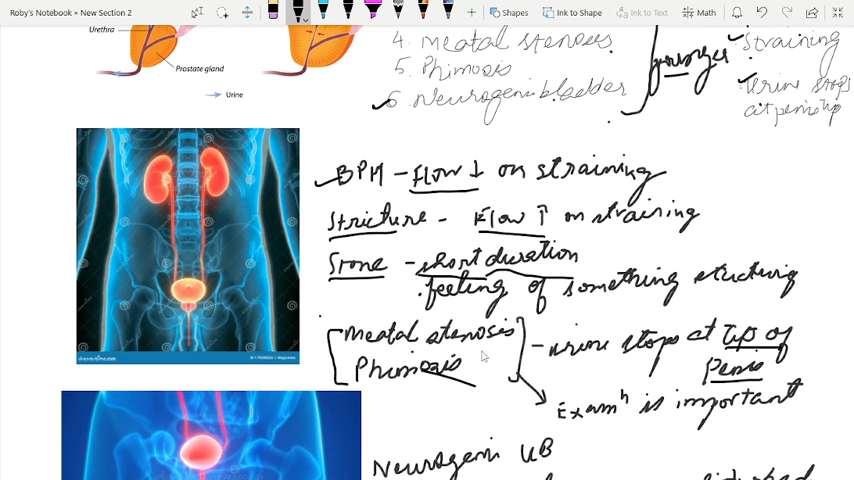 Roby's Notebook » New Section 2
Shapes
Ink to Shape
Ink to Text
Math
Urethra
Prostate gland
Urine
4. Meatal stenosis
5. Phimosis
6 Neurogenic bladder
younger
Straining
Urine stops
at penis tip
BPH - Flow ↓ on straining
Stricture - Flow ↑ on straining
Stone - short duration
feeling of something
Meatal stenosis
Phimosis
- urine stops at tip of
Penis
Examn is important
Neurogenic UB
dreamstime.com